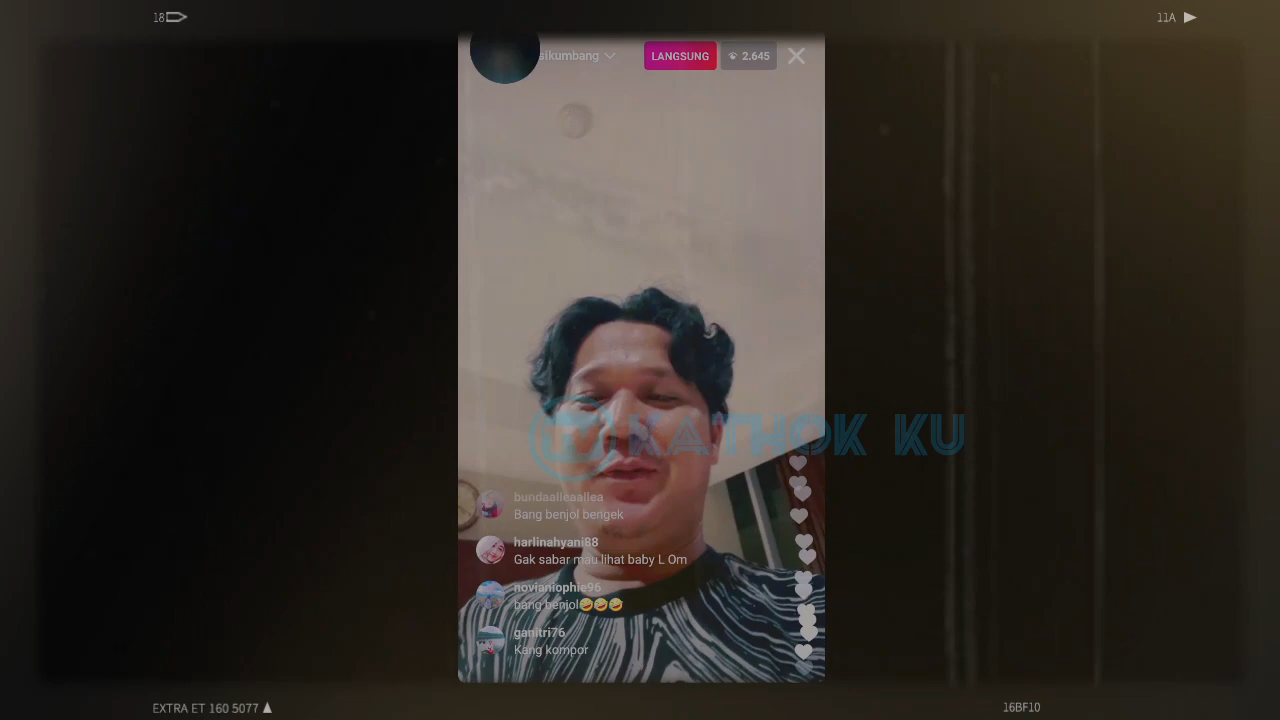 18
11A
sikumbang
LANGSUNG
2.645
KATHOK KU
bundaalleaallea
Bang benjol bengek
harlinahyani88
Gak sabar mau lihat baby L Om
novianiophie96
bang benjol🤣🤣🤣
ganitri76
Kang kompor
EXTRA ET 160 5077
16BF10